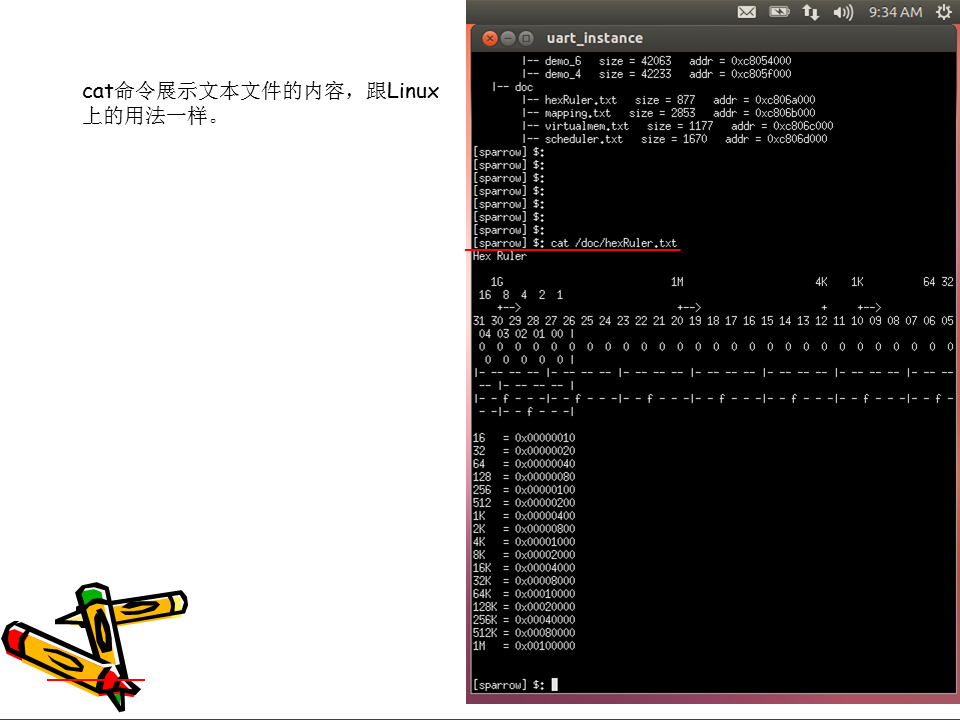 cat命令展示文本文件的内容，跟Linux
上的用法一样。
9:34 AM
uart_instance
|-- demo_6   size = 42063   addr = 0xc8054000
|-- demo_4   size = 42233   addr = 0xc805f000
|-- doc
|-- hexRuler.txt   size = 877   addr = 0xc806a000
|-- mapping.txt   size = 2853   addr = 0xc806b000
|-- virtualmem.txt   size = 1177   addr = 0xc806c000
|-- scheduler.txt   size = 1670   addr = 0xc806d000
[sparrow] $:
[sparrow] $:
[sparrow] $:
[sparrow] $:
[sparrow] $:
[sparrow] $:
[sparrow] $:
[sparrow] $: cat /doc/hexRuler.txt
Hex Ruler
1G 1M 4K 1K 64 32
16 8 4 2 1
+--> +--> + +-->
31 30 29 28 27 26 25 24 23 22 21 20 19 18 17 16 15 14 13 12 11 10 09 08 07 06 05
04 03 02 01 00 |
0 0 0 0 0 0 0 0 0 0 0 0 0 0 0 0 0 0 0 0 0 0 0 0 0 0 0
0 0 0 0 0 |
|- -- -- -- |- -- -- -- |- -- -- -- |- -- -- -- |- -- -- -- |- -- -- -- |- -- --
-- |- -- -- -- |
|- - f - - -|- - f - - -|- - f - - -|- - f - - -|- - f - - -|- - f - - -|- - f -
- -|- - f - - -|
16   = 0x00000010
32   = 0x00000020
64   = 0x00000040
128  = 0x00000080
256  = 0x00000100
512  = 0x00000200
1K   = 0x00000400
2K   = 0x00000800
4K   = 0x00001000
8K   = 0x00002000
16K  = 0x00004000
32K  = 0x00008000
64K  = 0x00010000
128K = 0x00020000
256K = 0x00040000
512K = 0x00080000
1M   = 0x00100000
[sparrow] $: